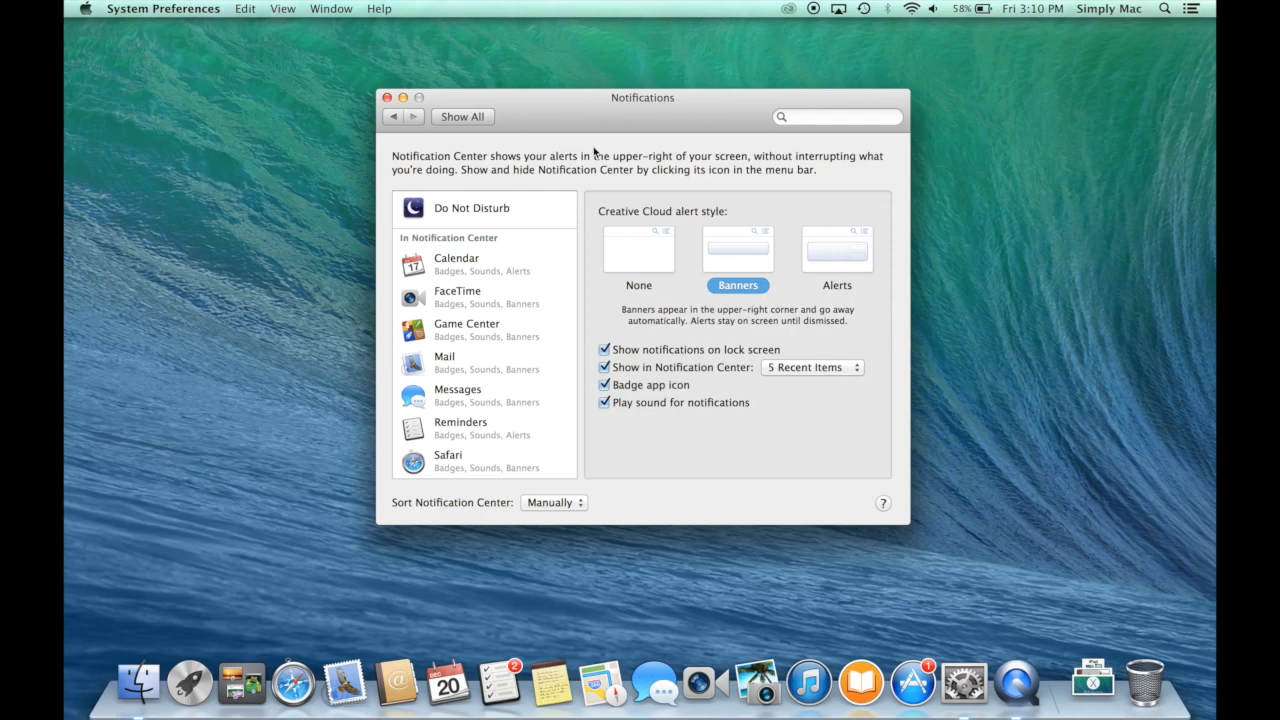 System Preferences Edit View Window Help 58% Fri 3:10 PM Simply Mac
Notifications
Show All
Notification Center shows your alerts in the upper-right of your screen, without interrupting what
you're doing. Show and hide Notification Center by clicking its icon in the menu bar.
Do Not Disturb
In Notification Center
17
Calendar
Badges, Sounds, Alerts
FaceTime
Badges, Sounds, Banners
Game Center
Badges, Sounds, Banners
Mail
Badges, Sounds, Banners
Messages
Badges, Sounds, Banners
Reminders
Badges, Sounds, Alerts
Safari
Badges, Sounds, Banners
Creative Cloud alert style:
None Banners Alerts
Banners appear in the upper-right corner and go away
automatically. Alerts stay on screen until dismissed.
Show notifications on lock screen
Show in Notification Center: 5 Recent Items
Badge app icon
Play sound for notifications
Sort Notification Center: Manually ?
@ 20 2 1 X